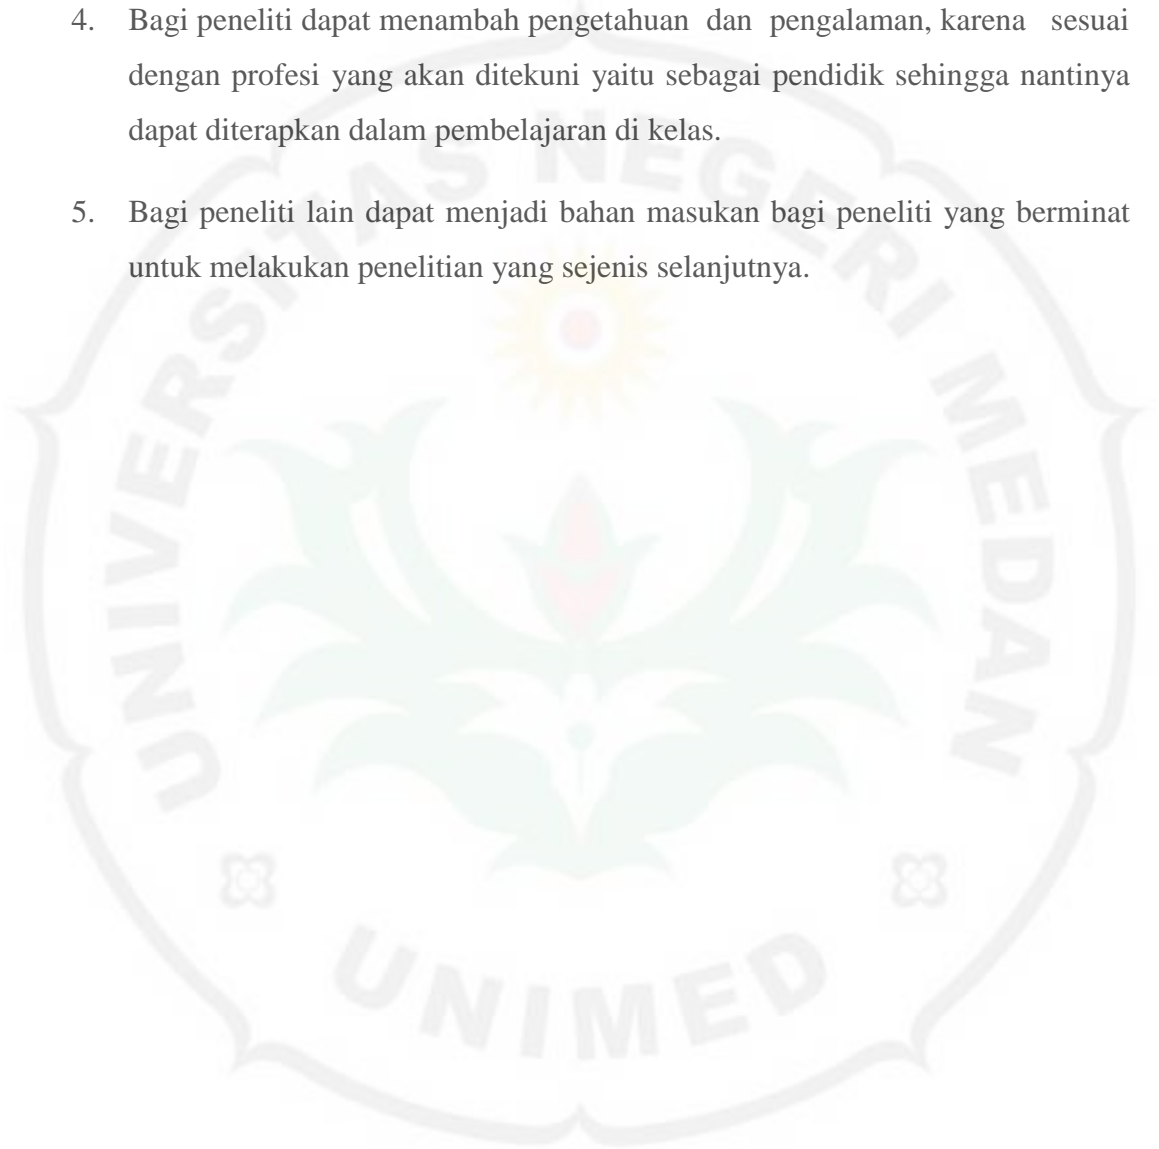 4. Bagi peneliti dapat menambah pengetahuan dan pengalaman, karena sesuai
dengan profesi yang akan ditekuni yaitu sebagai pendidik sehingga nantinya
dapat diterapkan dalam pembelajaran di kelas.
5. Bagi peneliti lain dapat menjadi bahan masukan bagi peneliti yang berminat
untuk melakukan penelitian yang sejenis selanjutnya.
UNIVERSITAS NEGERI MEDAN
UNIMED